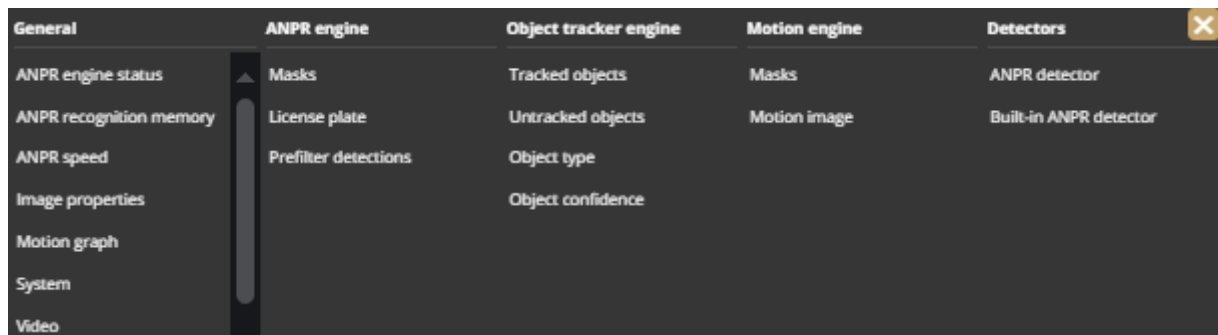 General
ANPR engine status
ANPR recognition memory
ANPR speed
Image properties
Motion graph
System
Video
ANPR engine
Masks
License plate
Prefilter detections
Object tracker engine
Tracked objects
Untracked objects
Object type
Object confidence
Motion engine
Masks
Motion image
Detectors
ANPR detector
Built-in ANPR detector